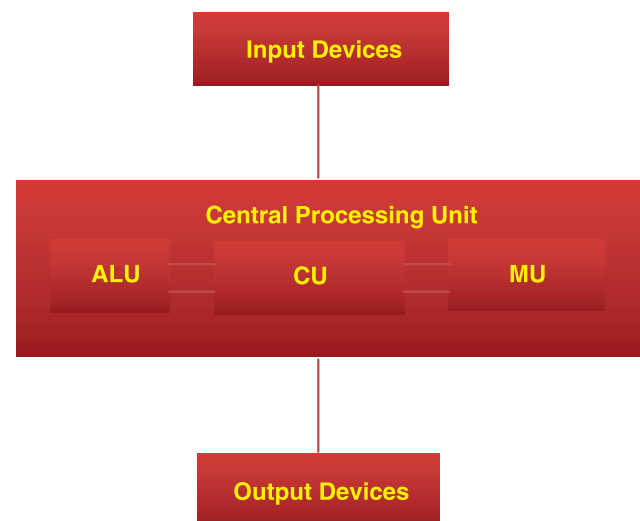 Input Devices
Central Processing Unit
ALU CU MU
Output Devices